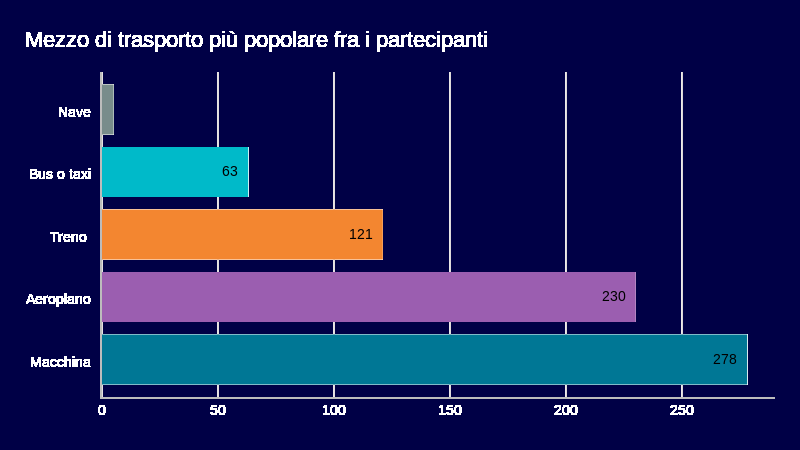 Mezzo di trasporto più popolare fra i partecipanti
Nave
Bus o taxi
63
Treno
121
Aeroplano
230
Macchina
278
0 50 100 150 200 250